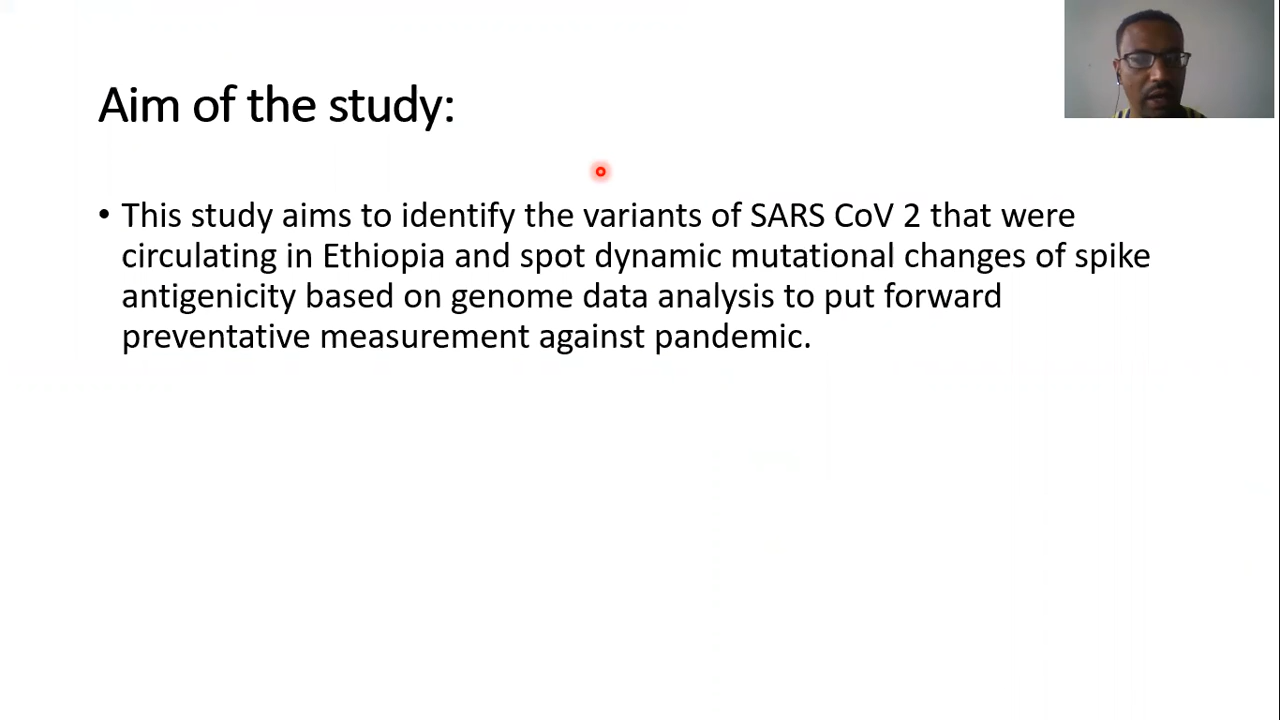 Aim of the study:
• This study aims to identify the variants of SARS CoV 2 that were
circulating in Ethiopia and spot dynamic mutational changes of spike
antigenicity based on genome data analysis to put forward
preventative measurement against pandemic.